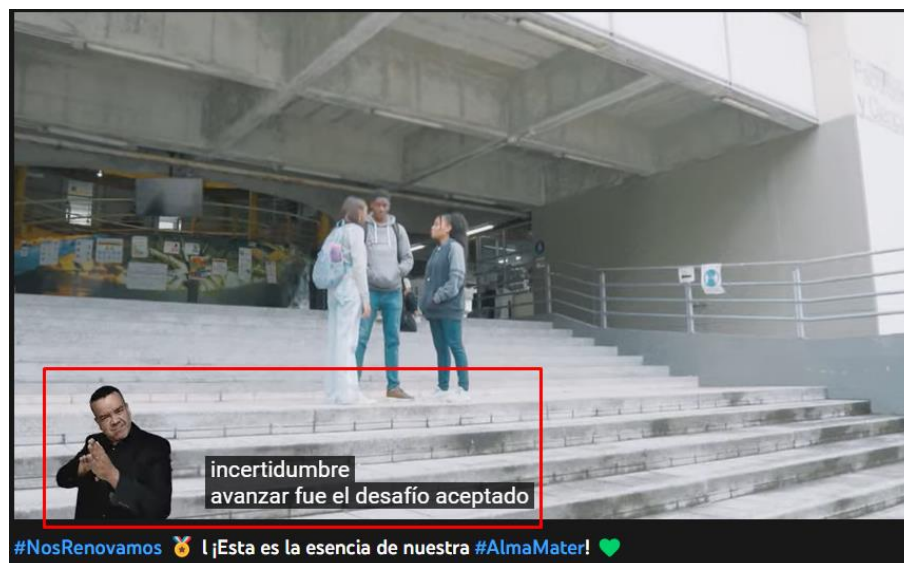 incertidumbre
avanzar fue el desafío aceptado
#NosRenovamos 🏅 l ¡Esta es la esencia de nuestra #AlmaMater! 💚